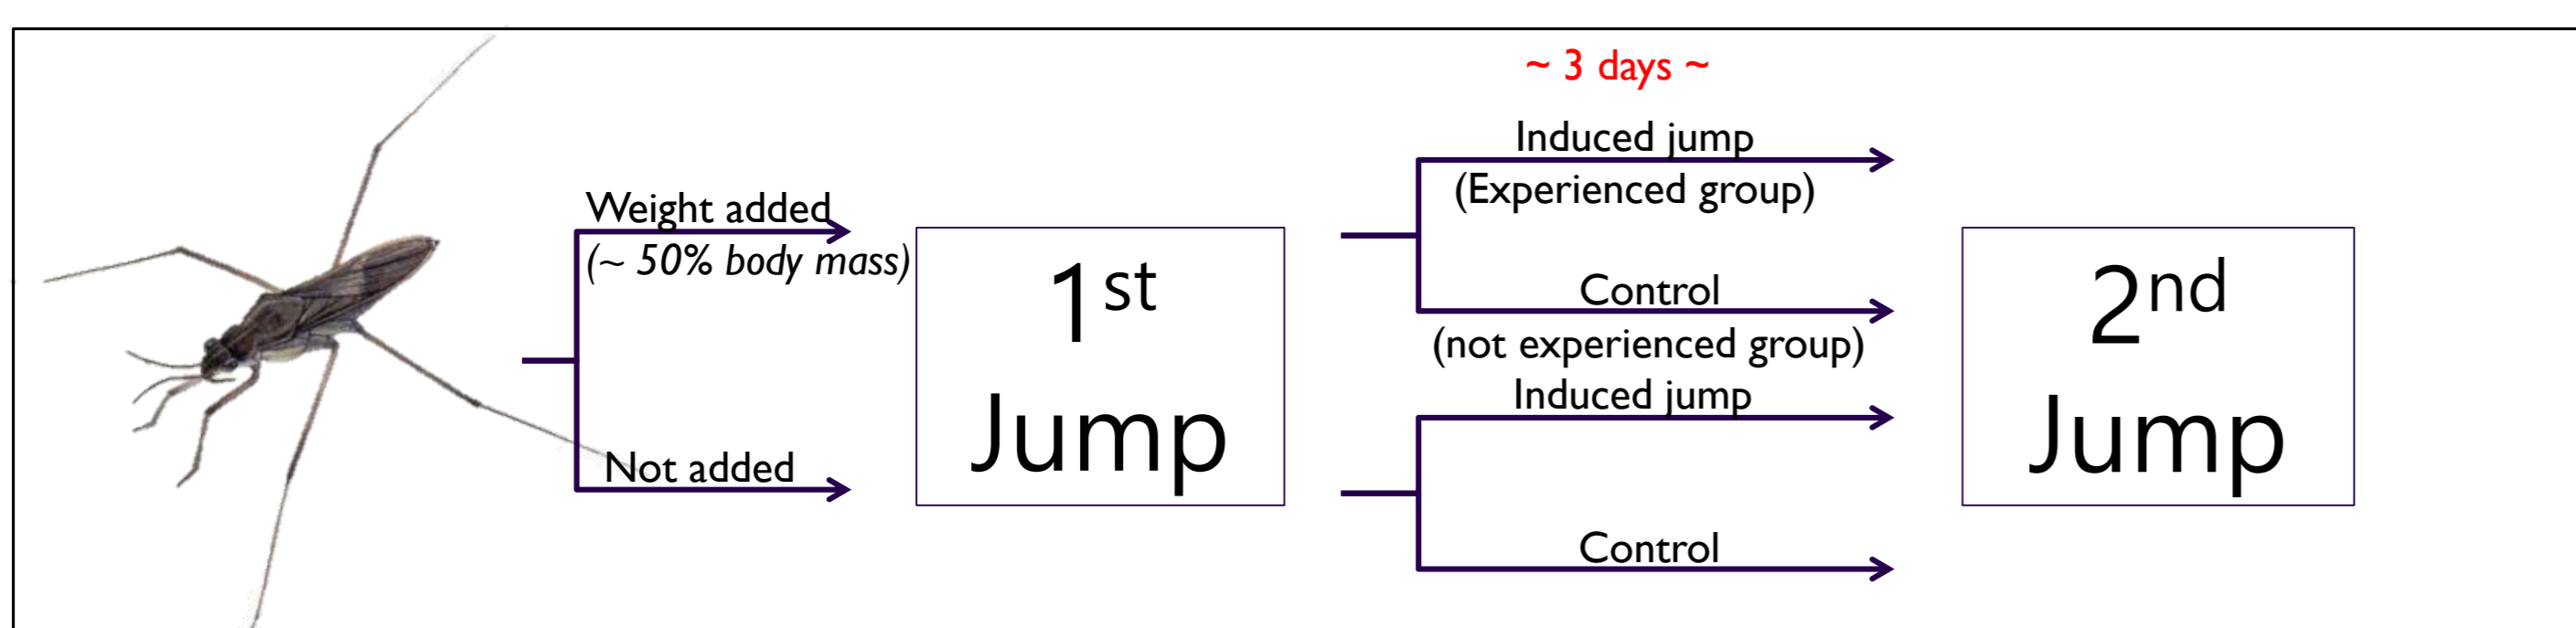 Weight added
(~ 50% body mass)
Not added
1st
Jump
~ 3 days ~
Induced jump
(Experienced group)
Control
(not experienced group)
Induced jump
Control
2nd
Jump